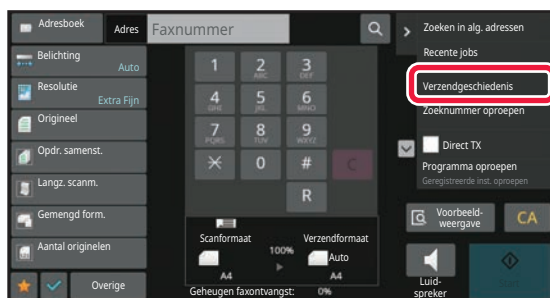 Adresboek
Adres
Faxnummer
Belichting
Auto
Resolutie
Extra Fijn
Origineel
Opdr. samenst.
Langz. scanm.
Gemengd form.
Aantal originelen
Overige
1
2 ABC
3 DEF
4 GHI
5 JKL
6 MNO
7 PQRS
8 TUV
9 WXYZ
0
#
C
R
Scanformaat
100%
Verzendformaat
Auto
A4
A4
Geheugen faxontvangst: 0%
Zoeken in alg. adressen
Recente jobs
Verzendgeschiedenis
Zoeknummer oproepen
Direct TX
Programma oproepen
Geregistreerde inst. oproepen
Voorbeeld-
weergave
CA
Luid-
spreker
Start